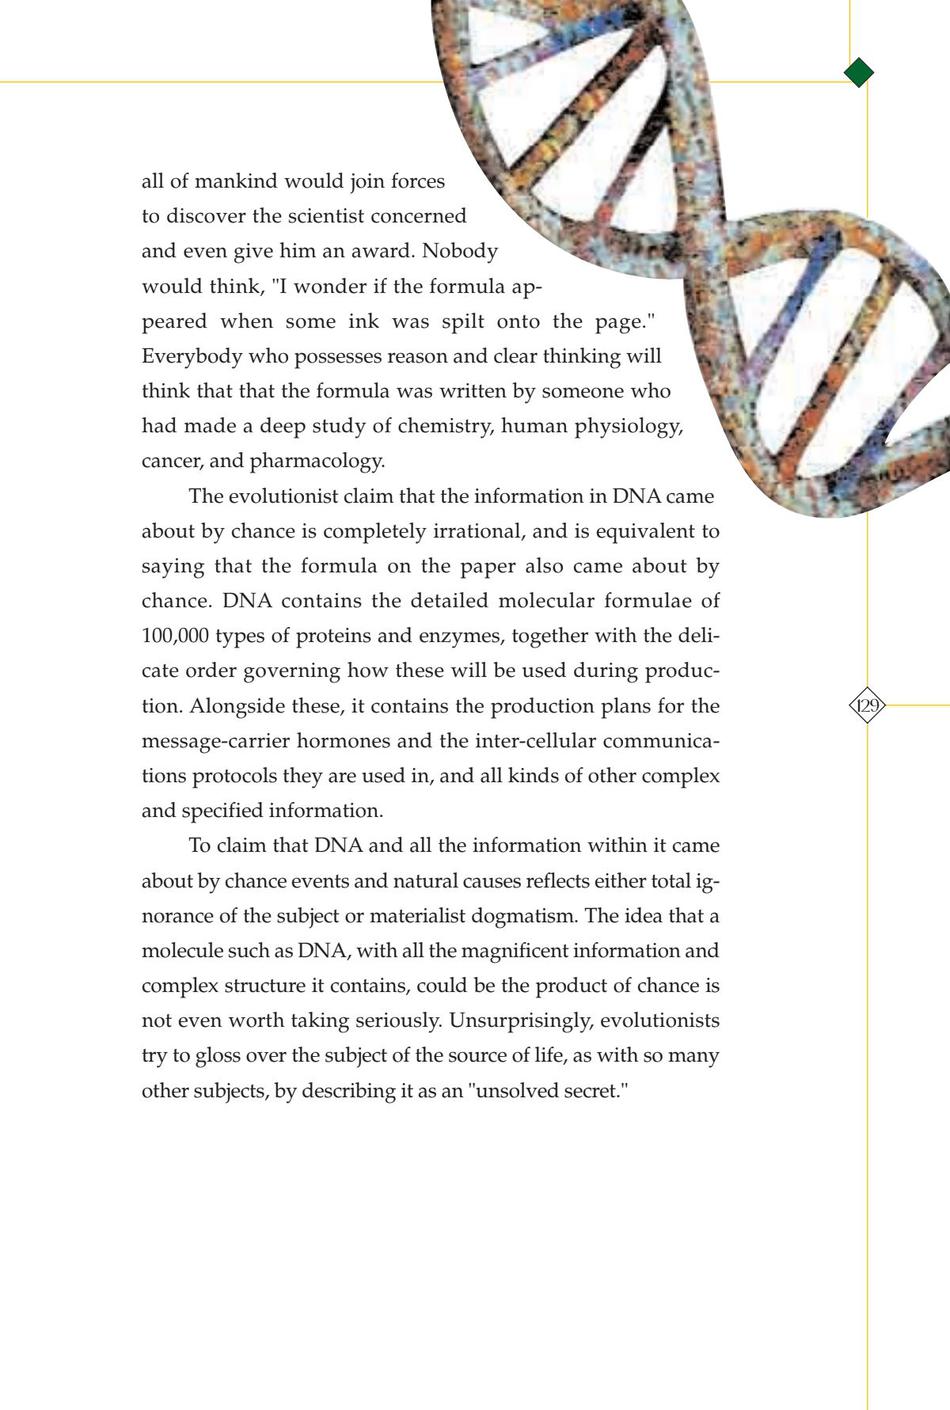 all of mankind would join forces
to discover the scientist concerned
and even give him an award. Nobody
would think, "I wonder if the formula ap-
peared when some ink was spilt onto the page."
Everybody who possesses reason and clear thinking will
think that that the formula was written by someone who
had made a deep study of chemistry, human physiology,
cancer, and pharmacology.
The evolutionist claim that the information in DNA came
about by chance is completely irrational, and is equivalent to
saying that the formula on the paper also came about by
chance. DNA contains the detailed molecular formulae of
100,000 types of proteins and enzymes, together with the deli-
cate order governing how these will be used during produc-
tion. Alongside these, it contains the production plans for the
message-carrier hormones and the inter-cellular communica-
tions protocols they are used in, and all kinds of other complex
and specified information.
To claim that DNA and all the information within it came
about by chance events and natural causes reflects either total ig-
norance of the subject or materialist dogmatism. The idea that a
molecule such as DNA, with all the magnificent information and
complex structure it contains, could be the product of chance is
not even worth taking seriously. Unsurprisingly, evolutionists
try to gloss over the subject of the source of life, as with so many
other subjects, by describing it as an "unsolved secret."
129